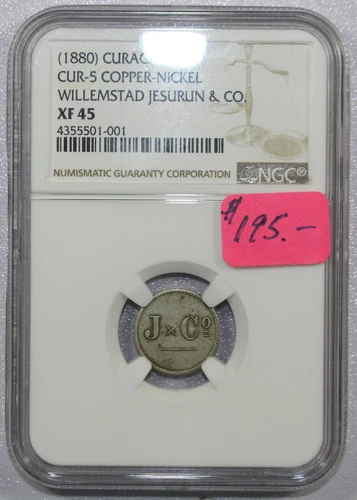 (1880) CURAC
CUR-5 COPPER-NICKEL
WILLEMSTAD JESURUN & CO.
XF 45
4355501-001
NUMISMATIC GUARANTY CORPORATION
NGC®
$195.-
J × Co